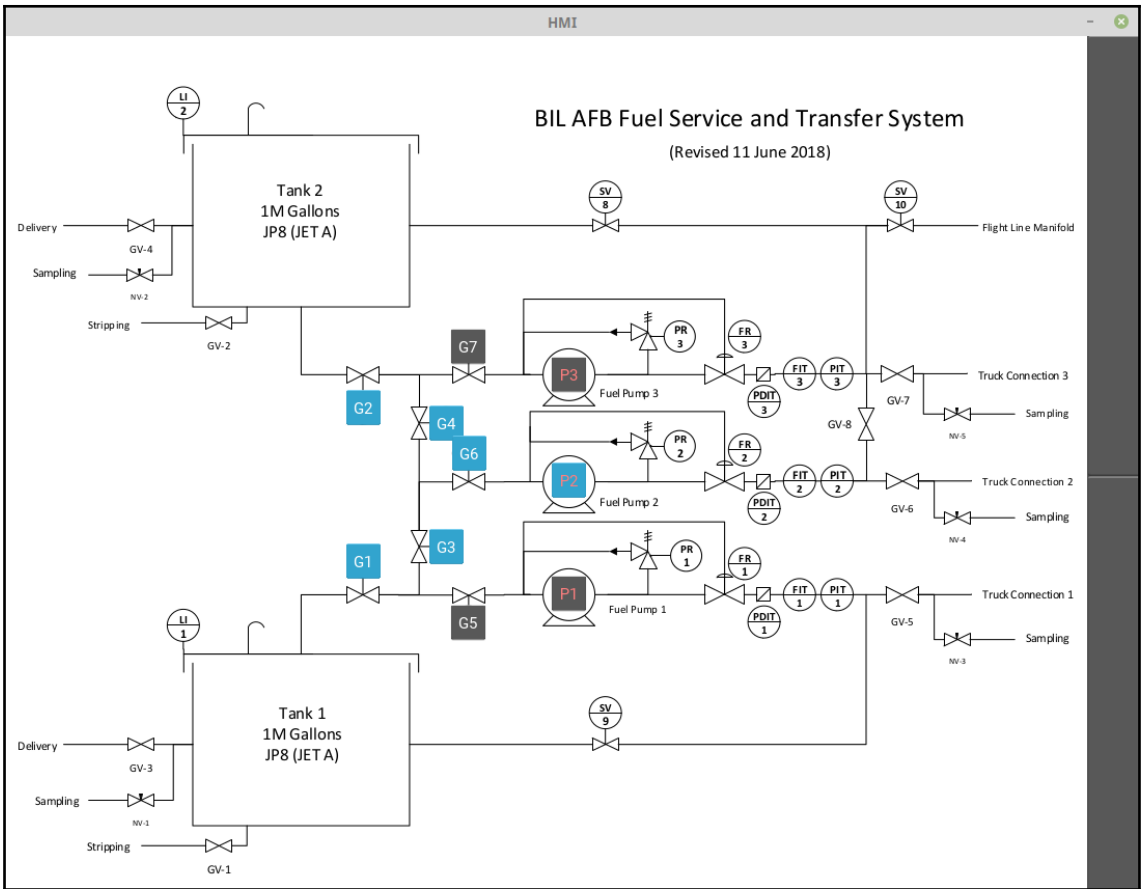 HMI
BIL AFB Fuel Service and Transfer System
(Revised 11 June 2018)
LI
2
Tank 2
1M Gallons
JP8 (JET A)
SV
8
SV
10
Delivery
GV-4
Flight Line Manifold
Sampling
NV-2
Stripping
GV-2
G7
PR
3
FR
3
P3
Fuel Pump 3
FIT
3
PIT
3
PDIT
3
Truck Connection 3
GV-7
Sampling
NV-5
G2
G4
GV-8
G6
PR
2
FR
2
P2
Fuel Pump 2
FIT
2
PIT
2
PDIT
2
Truck Connection 2
GV-6
Sampling
NV-4
G3
G1
PR
1
FR
1
P1
Fuel Pump 1
FIT
1
PIT
1
PDIT
1
Truck Connection 1
GV-5
Sampling
NV-3
G5
LI
1
Tank 1
1M Gallons
JP8 (JET A)
SV
9
Delivery
GV-3
Sampling
NV-1
Stripping
GV-1